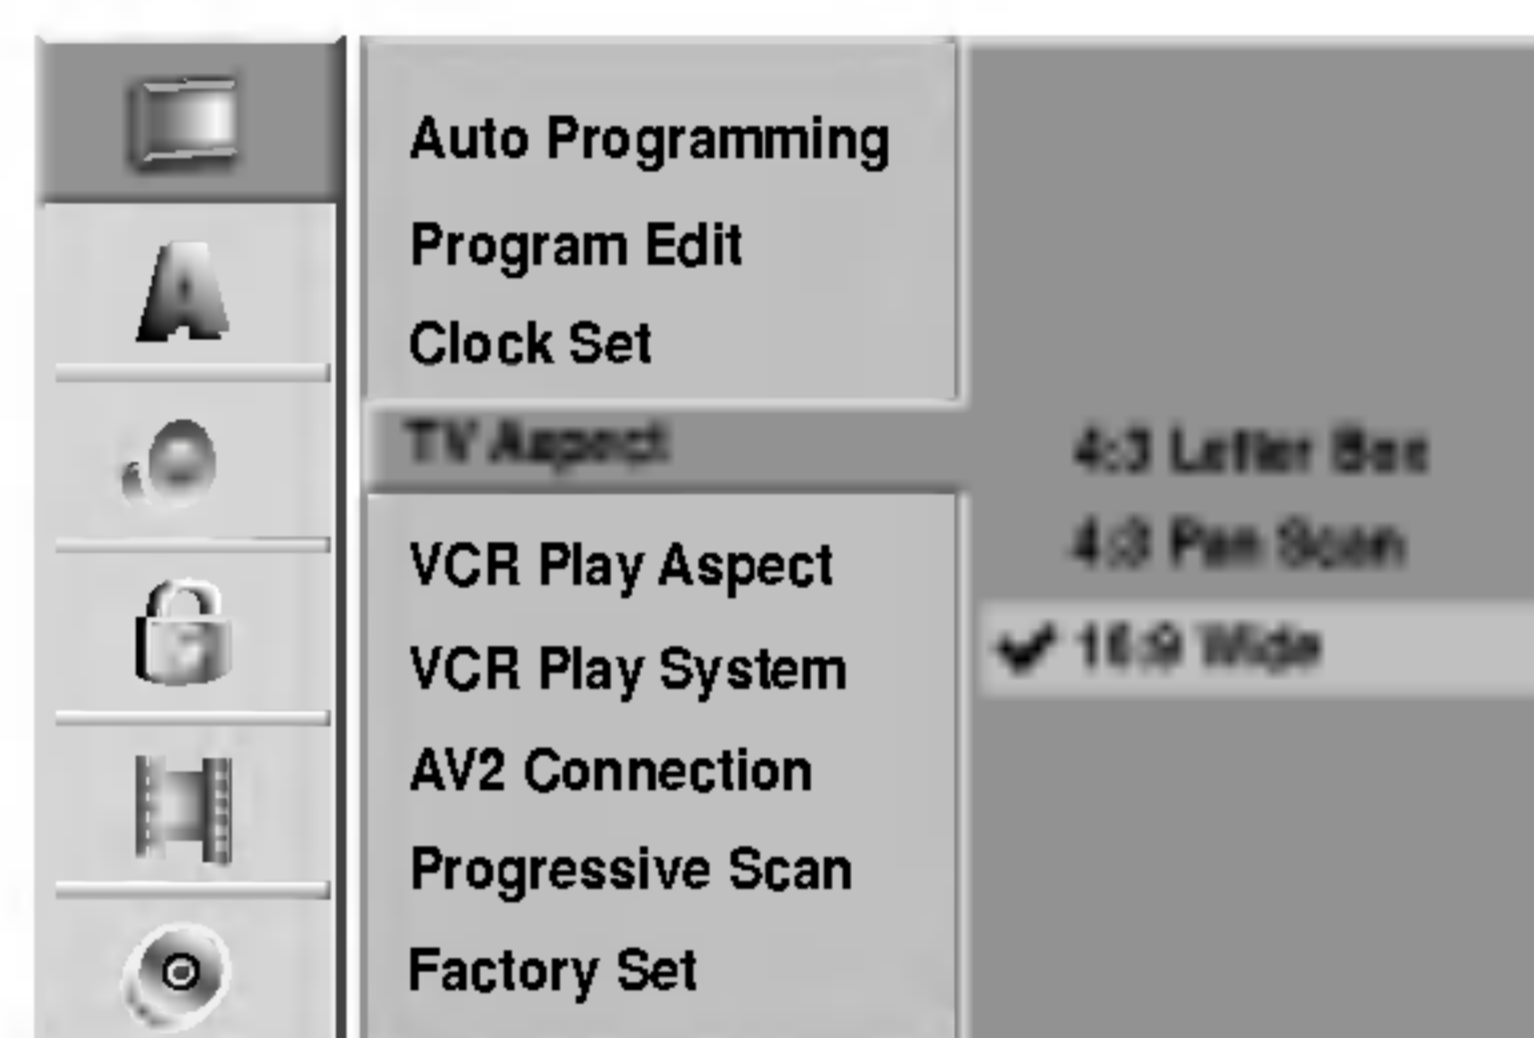 Auto Programming
Program Edit
Clock Set
TV Aspect
4:3 Letter Box
4:3 Pan Scan
16:9 Wide
VCR Play Aspect
VCR Play System
AV2 Connection
Progressive Scan
Factory Set